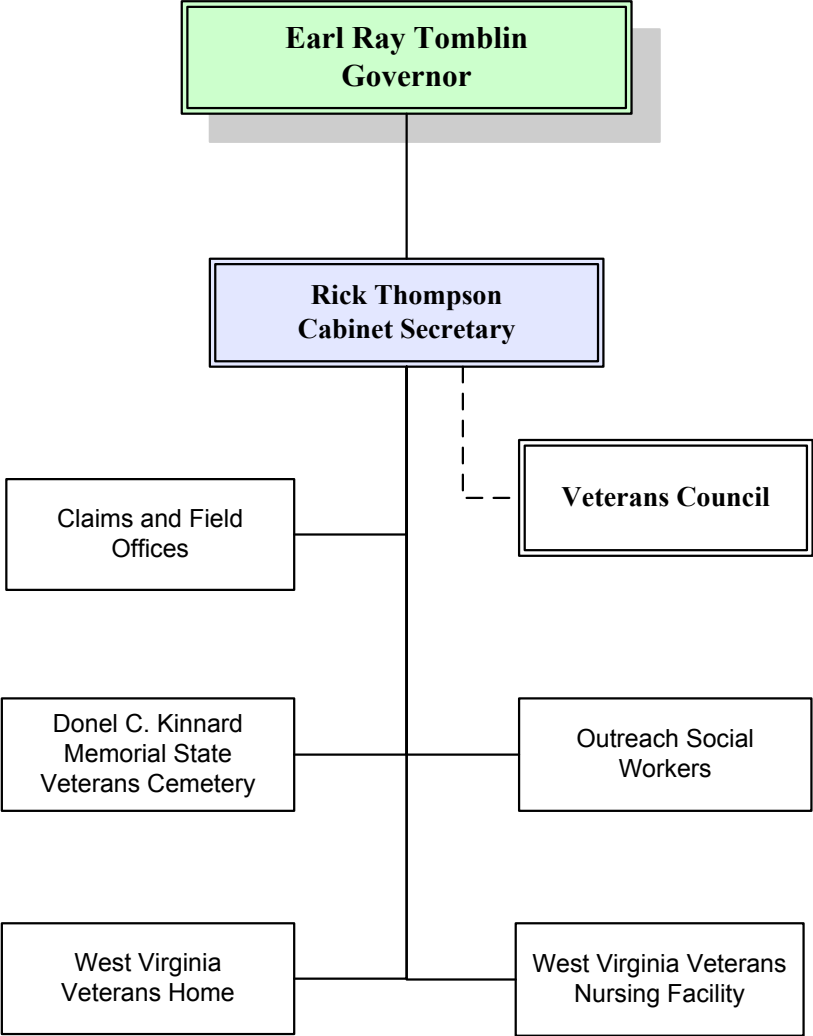 Earl Ray Tomblin
Governor
Rick Thompson
Cabinet Secretary
Veterans Council
Claims and Field
Offices
Donel C. Kinnard
Memorial State
Veterans Cemetery
Outreach Social
Workers
West Virginia
Veterans Home
West Virginia Veterans
Nursing Facility